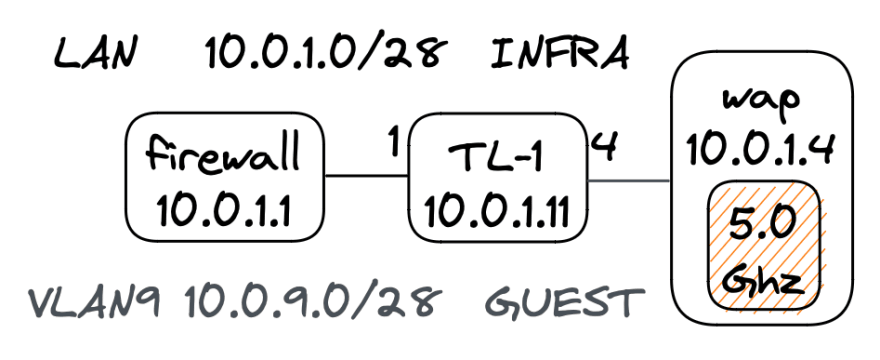 LAN 10.0.1.0/28 INFRA
firewall
10.0.1.1
1
TL-1
10.0.1.11
4
wap
10.0.1.4
5.0
Ghz
VLAN9 10.0.9.0/28 GUEST